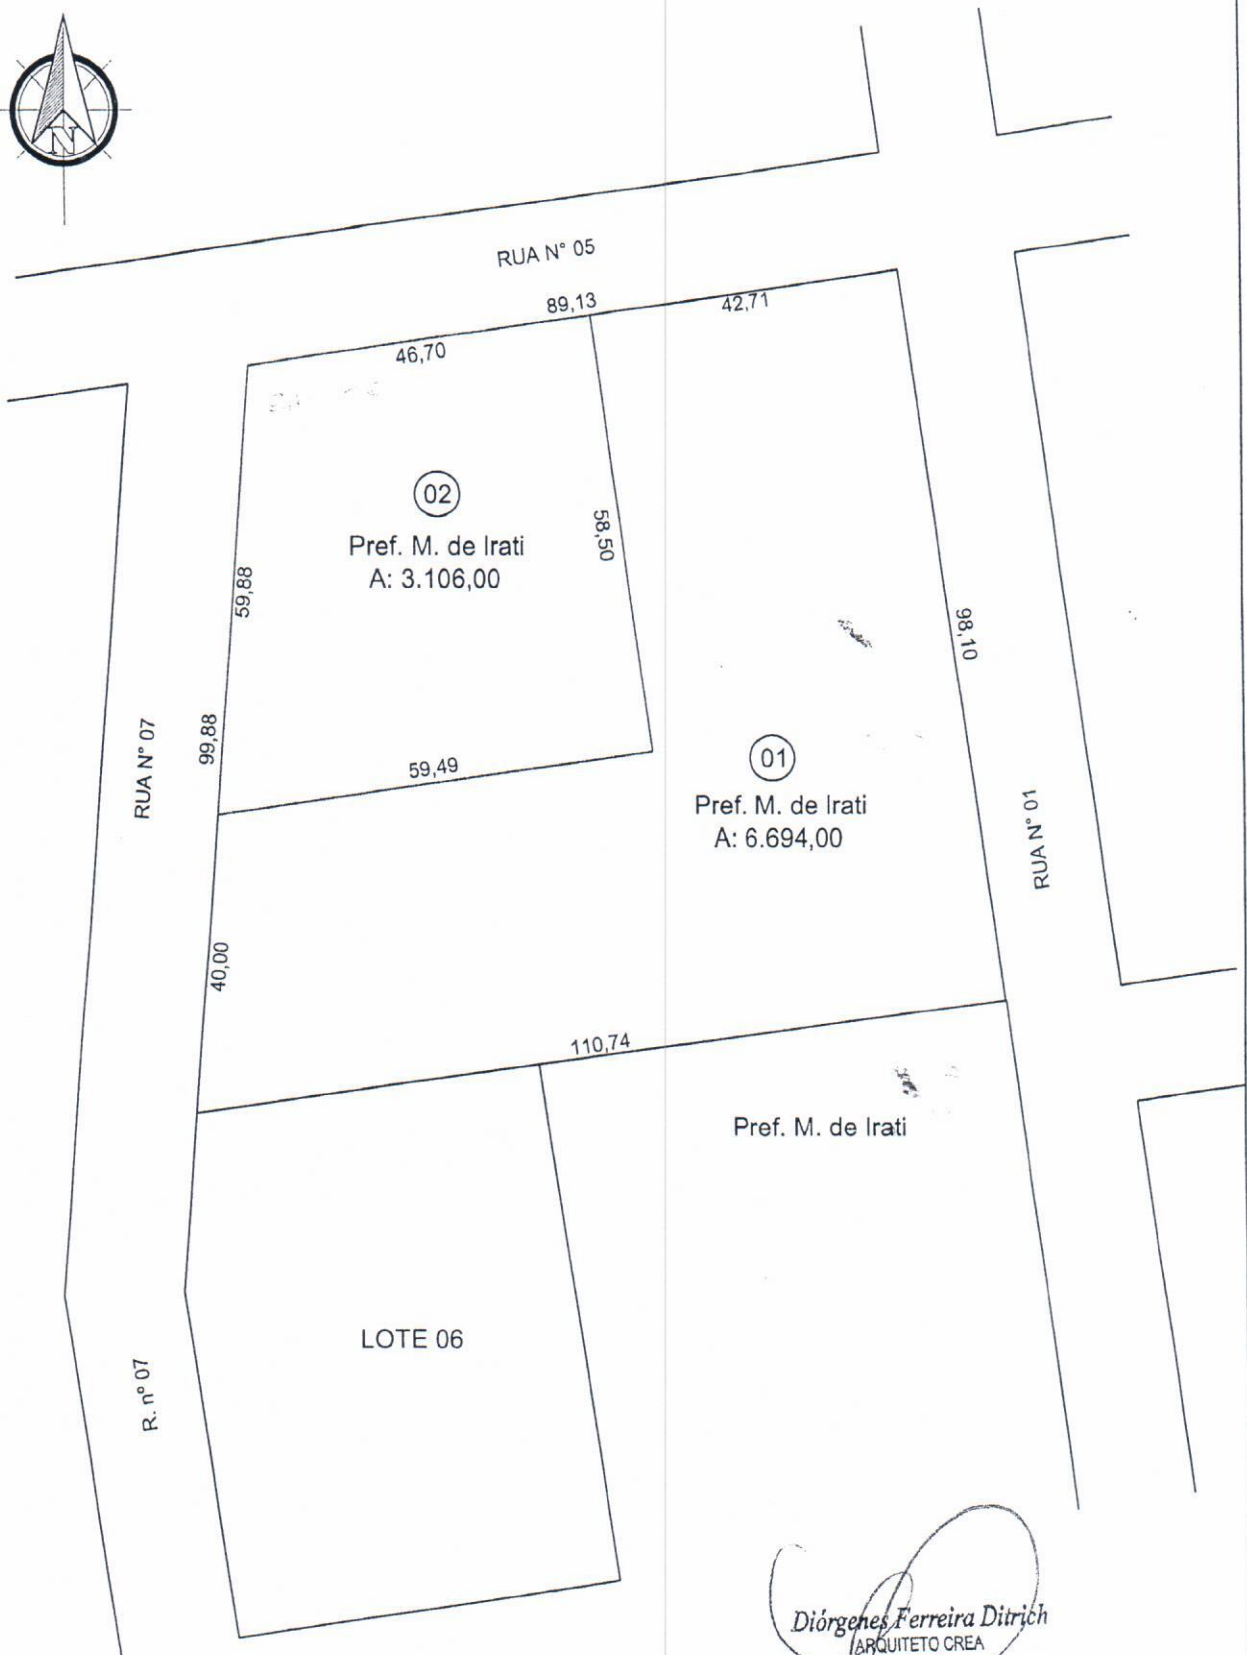 N
RUA N° 05
89,13
42,71
46,70
02
Pref. M. de Irati
A: 3.106,00
58,50
59,88
98,10
RUA N° 07
99,88
59,49
01
Pref. M. de Irati
A: 6.694,00
RUA N° 01
40,00
110,74
Pref. M. de Irati
LOTE 06
R. nº 07
Diórgenes Ferreira Ditrich
ARQUITETO CREA